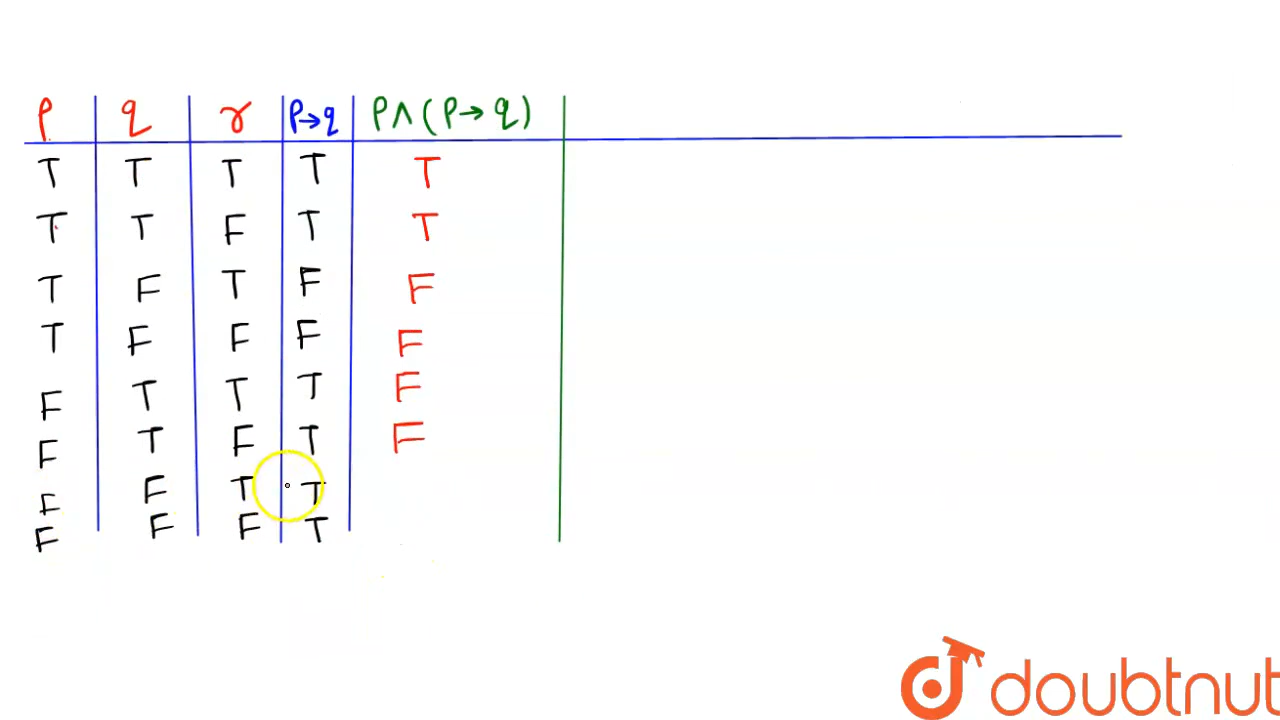 p q r p→q p∧(p→q)
T T T T T
T T F T T
T F T F F
T F F F F
F T T T F
F T F T F
F F T T
F F F T
doubtnut